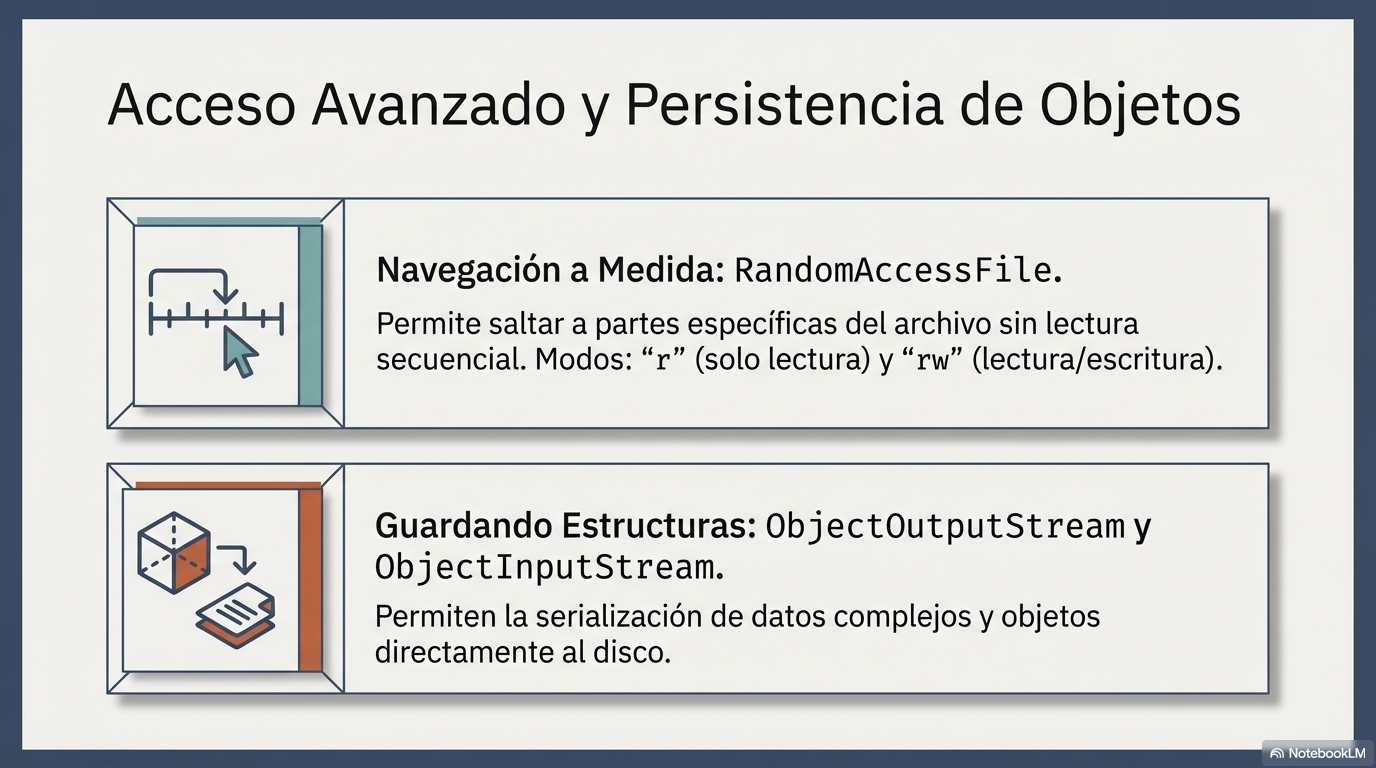 Acceso Avanzado y Persistencia de Objetos
Navegación a Medida: RandomAccessFile.
Permite saltar a partes específicas del archivo sin lectura
secuencial. Modos: “r” (solo lectura) y “rw” (lectura/escritura).
Guardando Estructuras: ObjectOutputStream y
ObjectInputStream.
Permiten la serialización de datos complejos y objetos
directamente al disco.
NotebookLM